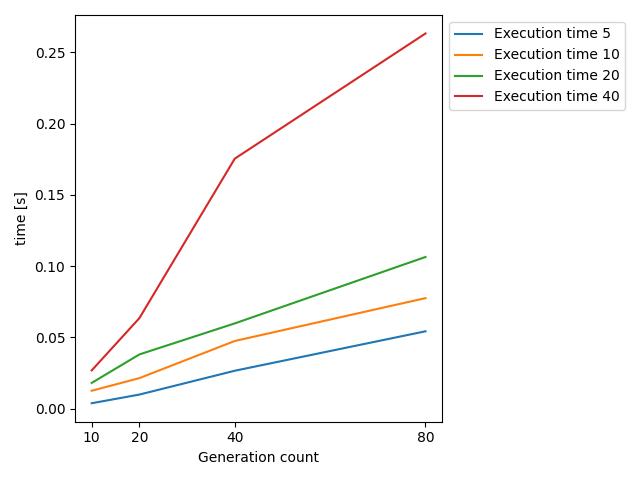 0.25
0.20
0.15
0.10
0.05
0.00
time [s]
10 20 40 80
Generation count
Execution time 5
Execution time 10
Execution time 20
Execution time 40